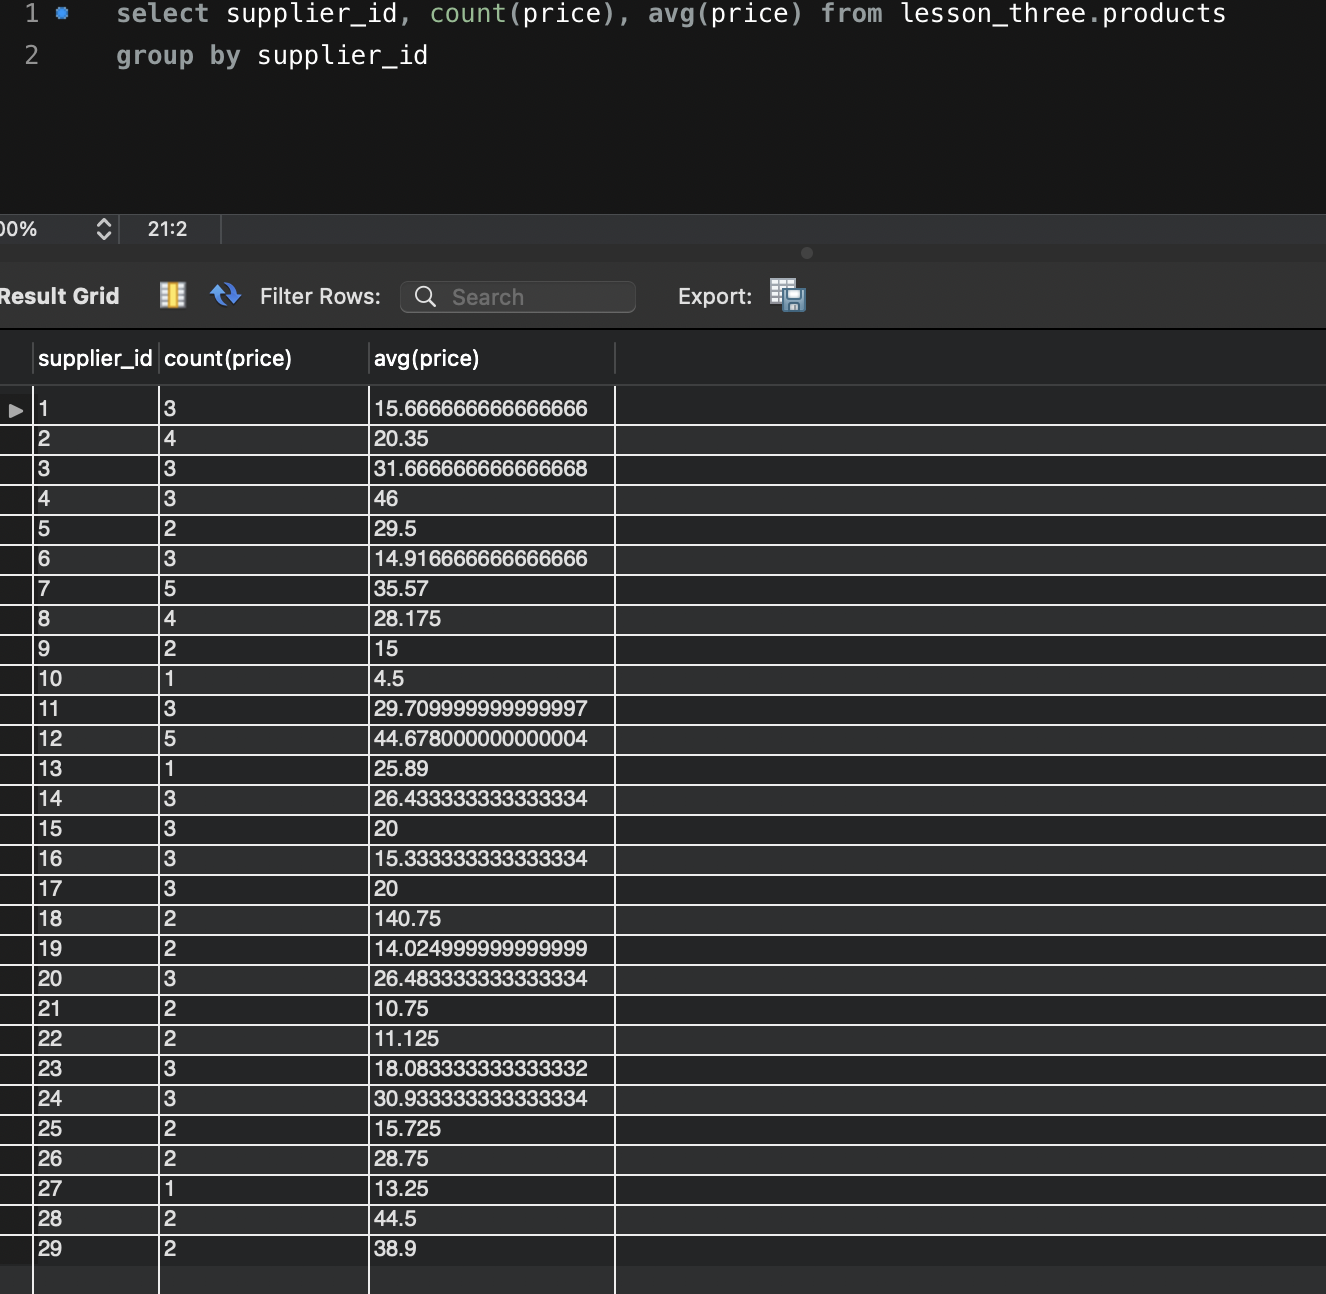 1 select supplier_id, count(price), avg(price) from lesson_three.products
2 group by supplier_id
00% 21:2
Result Grid Filter Rows: Search Export:
supplier_id count(price) avg(price)
1 3 15.666666666666666
2 4 20.35
3 3 31.666666666666668
4 3 46
5 2 29.5
6 3 14.916666666666666
7 5 35.57
8 4 28.175
9 2 15
10 1 4.5
11 3 29.709999999999997
12 5 44.678000000000004
13 1 25.89
14 3 26.433333333333334
15 3 20
16 3 15.333333333333334
17 3 20
18 2 140.75
19 2 14.024999999999999
20 3 26.483333333333334
21 2 10.75
22 2 11.125
23 3 18.083333333333332
24 3 30.933333333333334
25 2 15.725
26 2 28.75
27 1 13.25
28 2 44.5
29 2 38.9